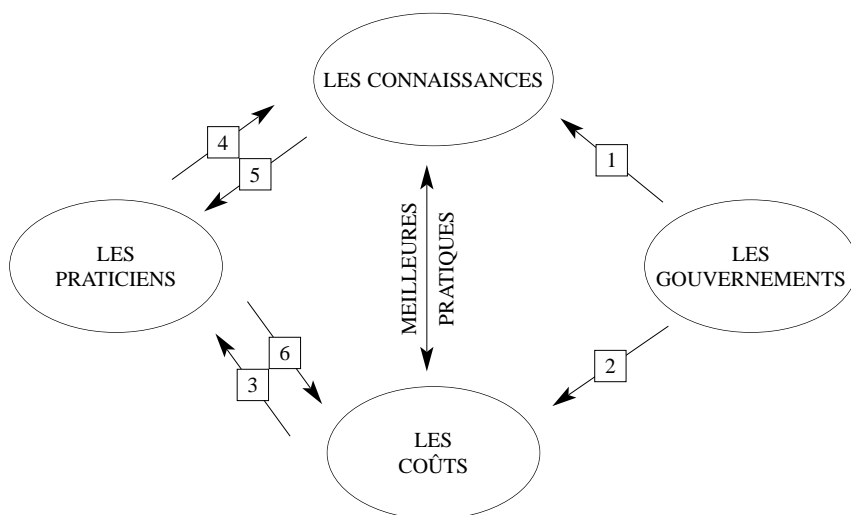 LES CONNAISSANCES
4
5
1
LES
PRATICIENS
MEILLEURES
PRATIQUES
LES
GOUVERNEMENTS
6
3
2
LES
COÛTS